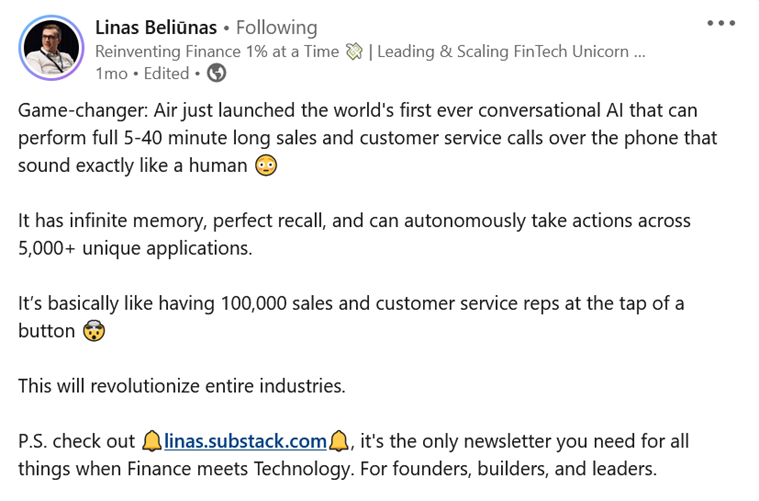 Linas Beliūnas • Following
Reinventing Finance 1% at a Time 💸 | Leading & Scaling FinTech Unicorn ...
1mo • Edited •
Game-changer: Air just launched the world's first ever conversational AI that can
perform full 5-40 minute long sales and customer service calls over the phone that
sound exactly like a human 😳
It has infinite memory, perfect recall, and can autonomously take actions across
5,000+ unique applications.
It’s basically like having 100,000 sales and customer service reps at the tap of a
button 🤯
This will revolutionize entire industries.
P.S. check out 🔔linas.substack.com🔔, it's the only newsletter you need for all
things when Finance meets Technology. For founders, builders, and leaders.